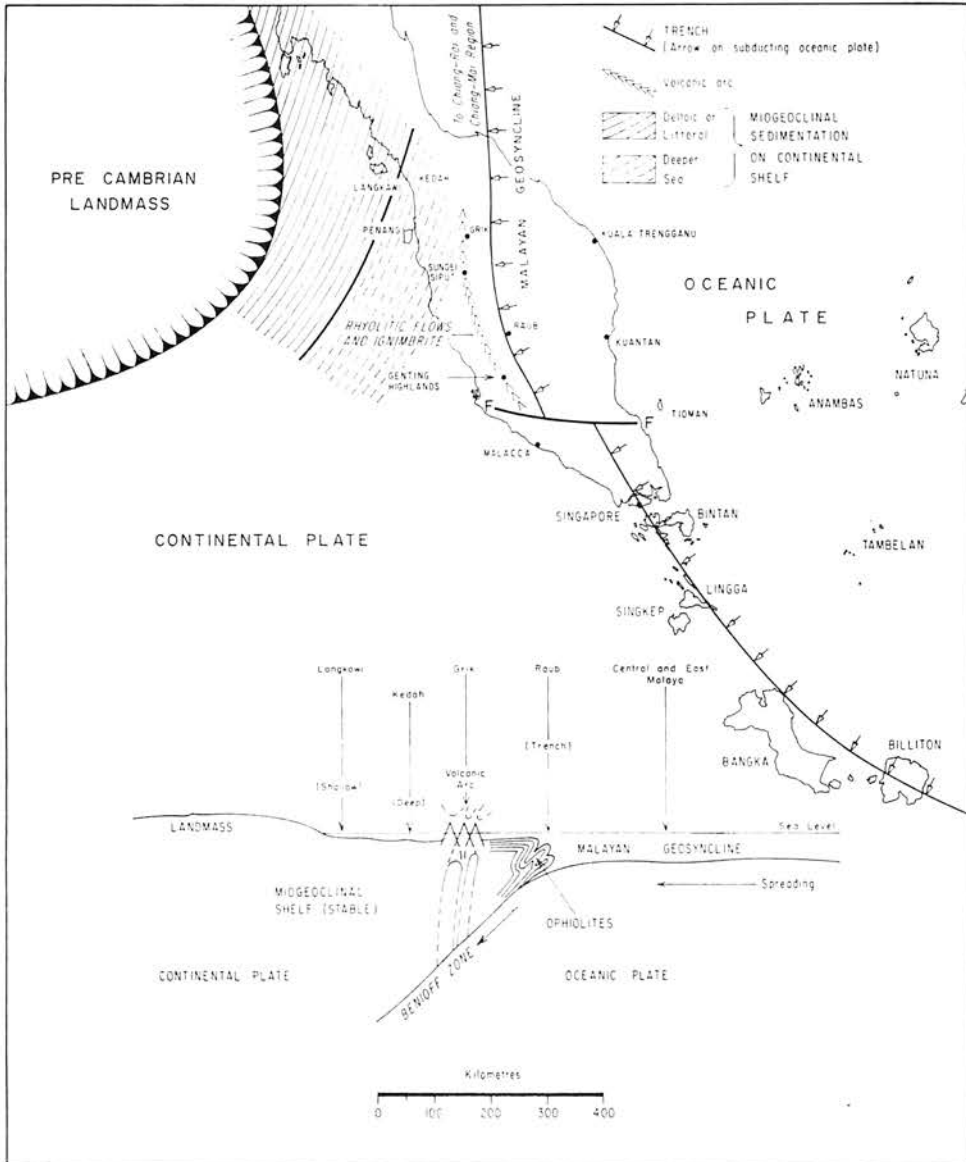 TRENCH
(Arrow on subducting oceanic plate)
Volcanic arc
Deltaic or
Littoral
Deeper
Sea
MIOGEOCLINAL
SEDIMENTATION
ON CONTINENTAL
SHELF
To Chiang-Rai and
Chiang-Mai Region
MALAYAN GEOSYNCLINE
PRE CAMBRIAN
LANDMASS
LANGKAWI
KEDAH
PENANG
GRIK
SUNGEI
SIPUT
KUALA TRENGGANU
OCEANIC
PLATE
RHYOLITIC FLOWS
AND IGNIMBRITE
RAUB
KUANTAN
NATUNA
GENTING
HIGHLANDS
ANAMBAS
F
F
TIOMAN
MALACCA
SINGAPORE
BINTAN
CONTINENTAL PLATE
TAMBELAN
LINGGA
SINGKEP
BANGKA
BILLITON
Langkawi
Kedah
Grik
Raub
Central and East
Malaya
(Trench)
(Shallow)
(Deep)
Volcanic
Arc
LANDMASS
Sea Level
MALAYAN GEOSYNCLINE
MIOGEOCLINAL
SHELF (STABLE)
Spreading
OPHIOLITES
CONTINENTAL PLATE
BENIOFF ZONE
OCEANIC PLATE
Kilometres
0 100 200 300 400